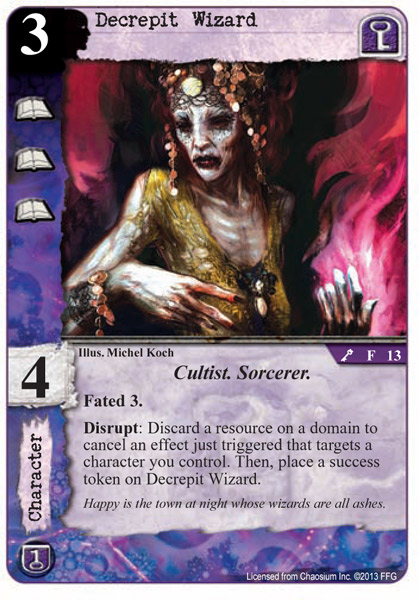 3
Decrepit Wizard
Illus. Michel Koch
F 13
4
Cultist. Sorcerer.
Fated 3.
Disrupt: Discard a resource on a domain to
cancel an effect just triggered that targets a
character you control. Then, place a success
token on Decrepit Wizard.
Happy is the town at night whose wizards are all ashes.
Character
1
Licensed from Chaosium Inc. ©2013 FFG